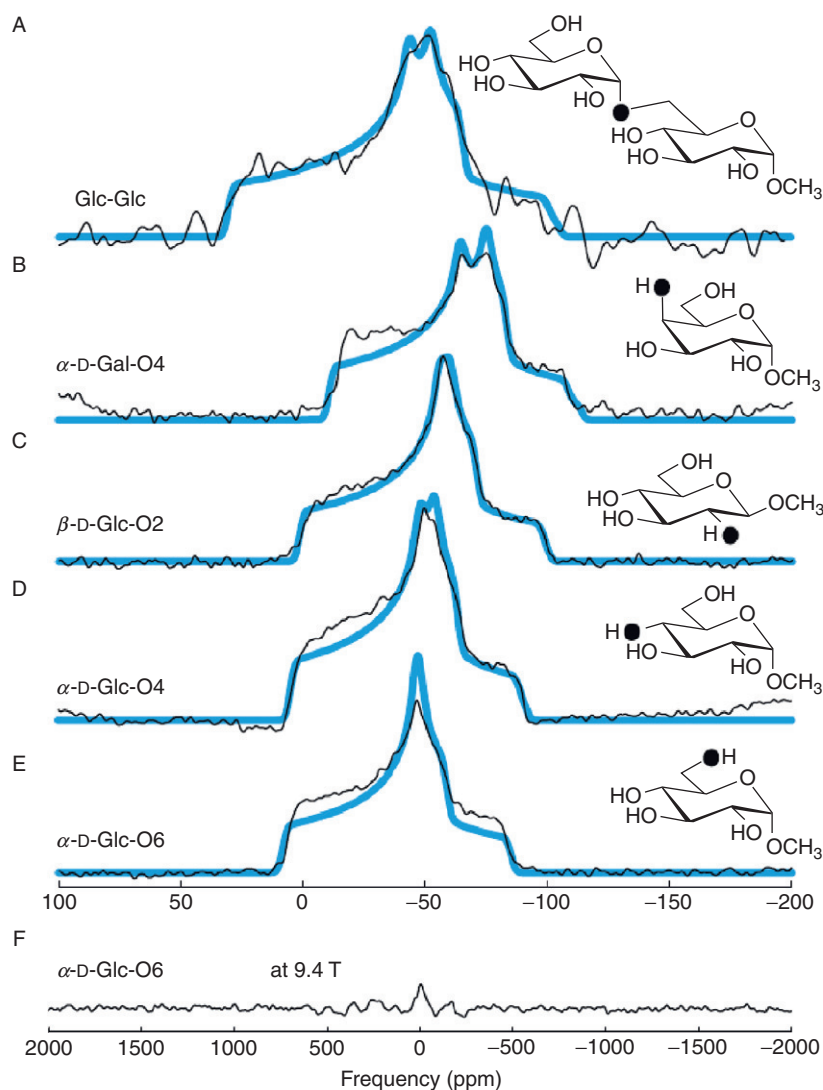 A
OH
O
HO
HO
HO
O
HO
HO
HO
OCH3
Glc-Glc
B
H
OH
O
HO
HO
OCH3
α-D-Gal-O4
C
OH
HO
O
OCH3
HO
H
β-D-Glc-O2
D
OH
H
O
HO
HO
OCH3
α-D-Glc-O4
E
H
O
HO
HO
HO
OCH3
α-D-Glc-O6
100 50 0 −50 −100 −150 −200
F
α-D-Glc-O6 at 9.4 T
2000 1500 1000 500 0 −500 −1000 −1500 −2000
Frequency (ppm)